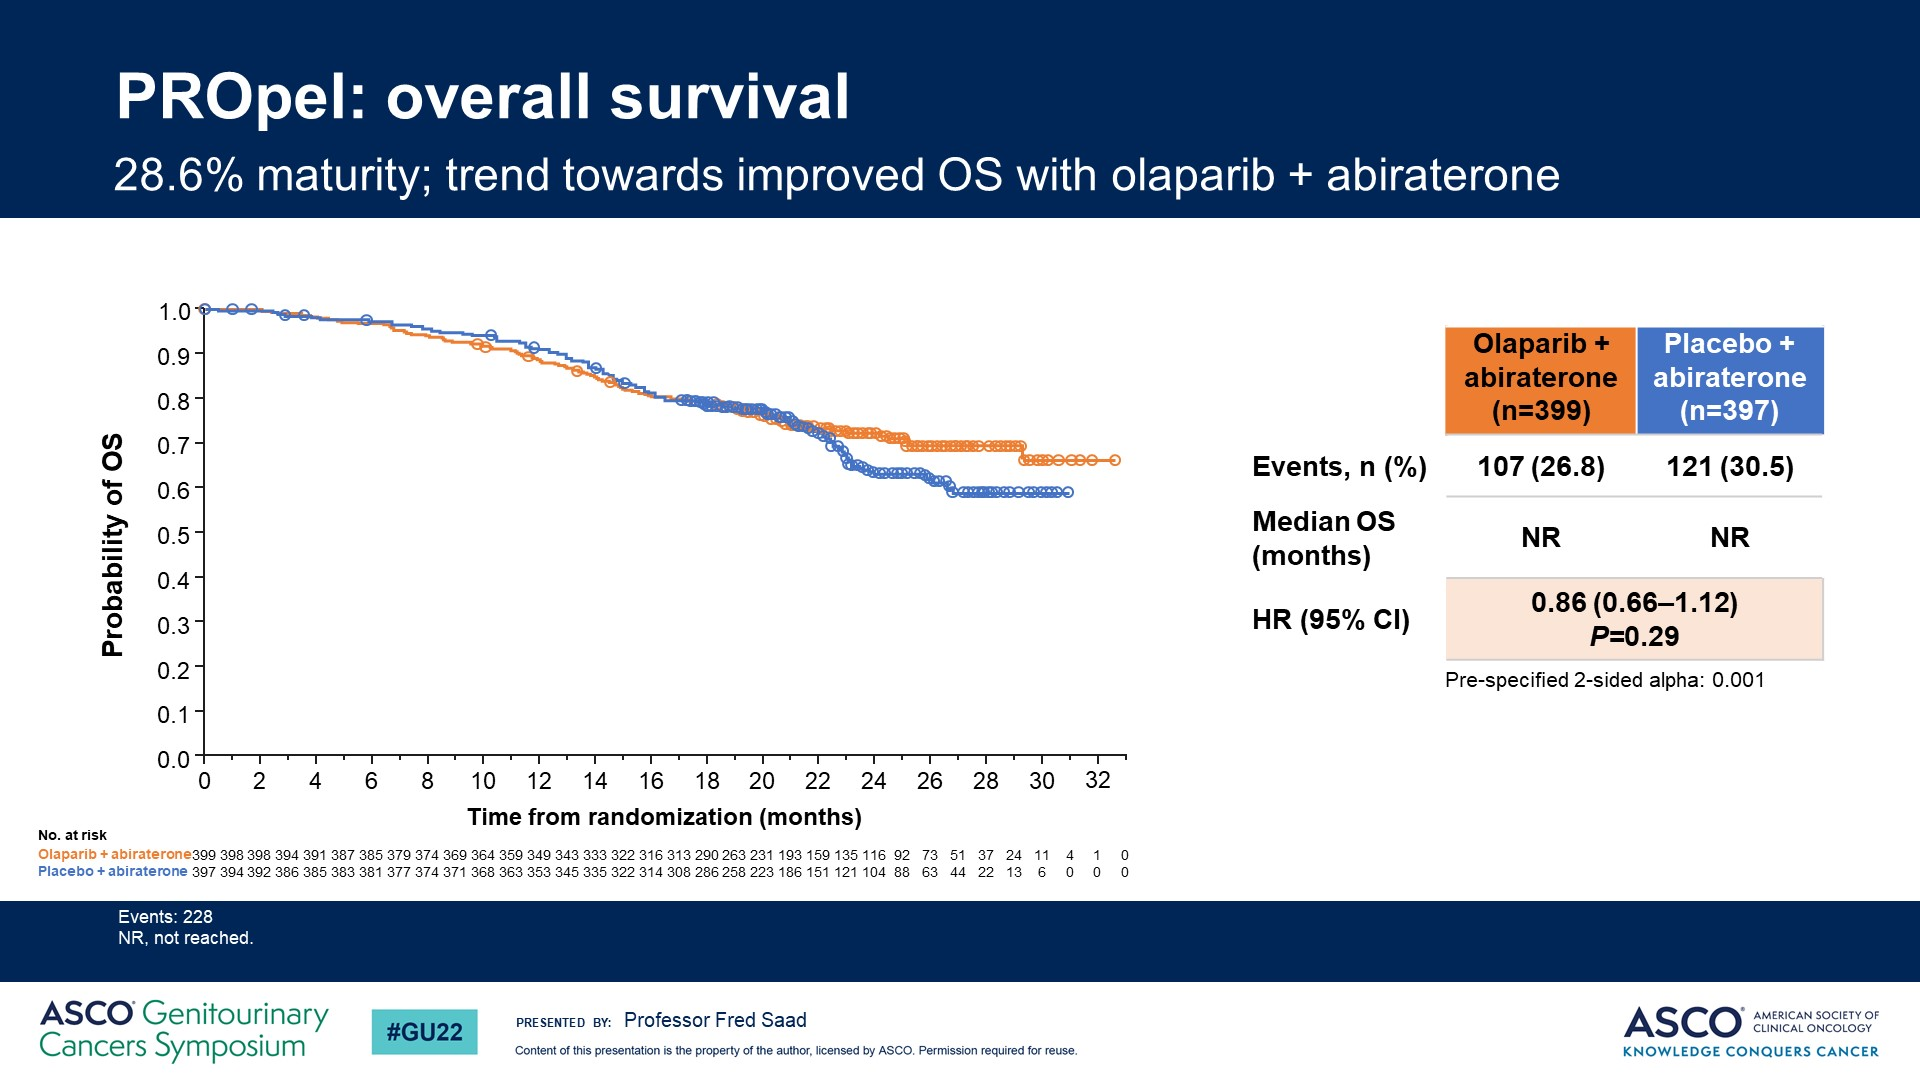 PROpel: overall survival
28.6% maturity; trend towards improved OS with olaparib + abiraterone
Probability of OS
1.0
0.9
0.8
0.7
0.6
0.5
0.4
0.3
0.2
0.1
0.0
0 2 4 6 8 10 12 14 16 18 20 22 24 26 28 30 32
Time from randomization (months)
No. at risk
Olaparib + abiraterone 399 398 398 394 391 387 385 379 374 369 364 359 349 343 333 322 316 313 290 263 231 193 159 135 116 92 73 51 37 24 11 4 1 0
Placebo + abiraterone 397 394 392 386 385 383 381 377 374 371 368 363 353 345 335 322 314 308 286 258 223 186 151 121 104 88 63 44 22 13 6 0 0 0
Olaparib +
abiraterone
(n=399)
Placebo +
abiraterone
(n=397)
Events, n (%) 107 (26.8) 121 (30.5)
Median OS
(months)
NR NR
HR (95% CI)
0.86 (0.66–1.12)
P=0.29
Pre-specified 2-sided alpha: 0.001
Events: 228
NR, not reached.
ASCO Genitourinary
Cancers Symposium
#GU22
PRESENTED BY: Professor Fred Saad
Content of this presentation is the property of the author, licensed by ASCO. Permission required for reuse.
ASCO AMERICAN SOCIETY OF
CLINICAL ONCOLOGY
KNOWLEDGE CONQUERS CANCER